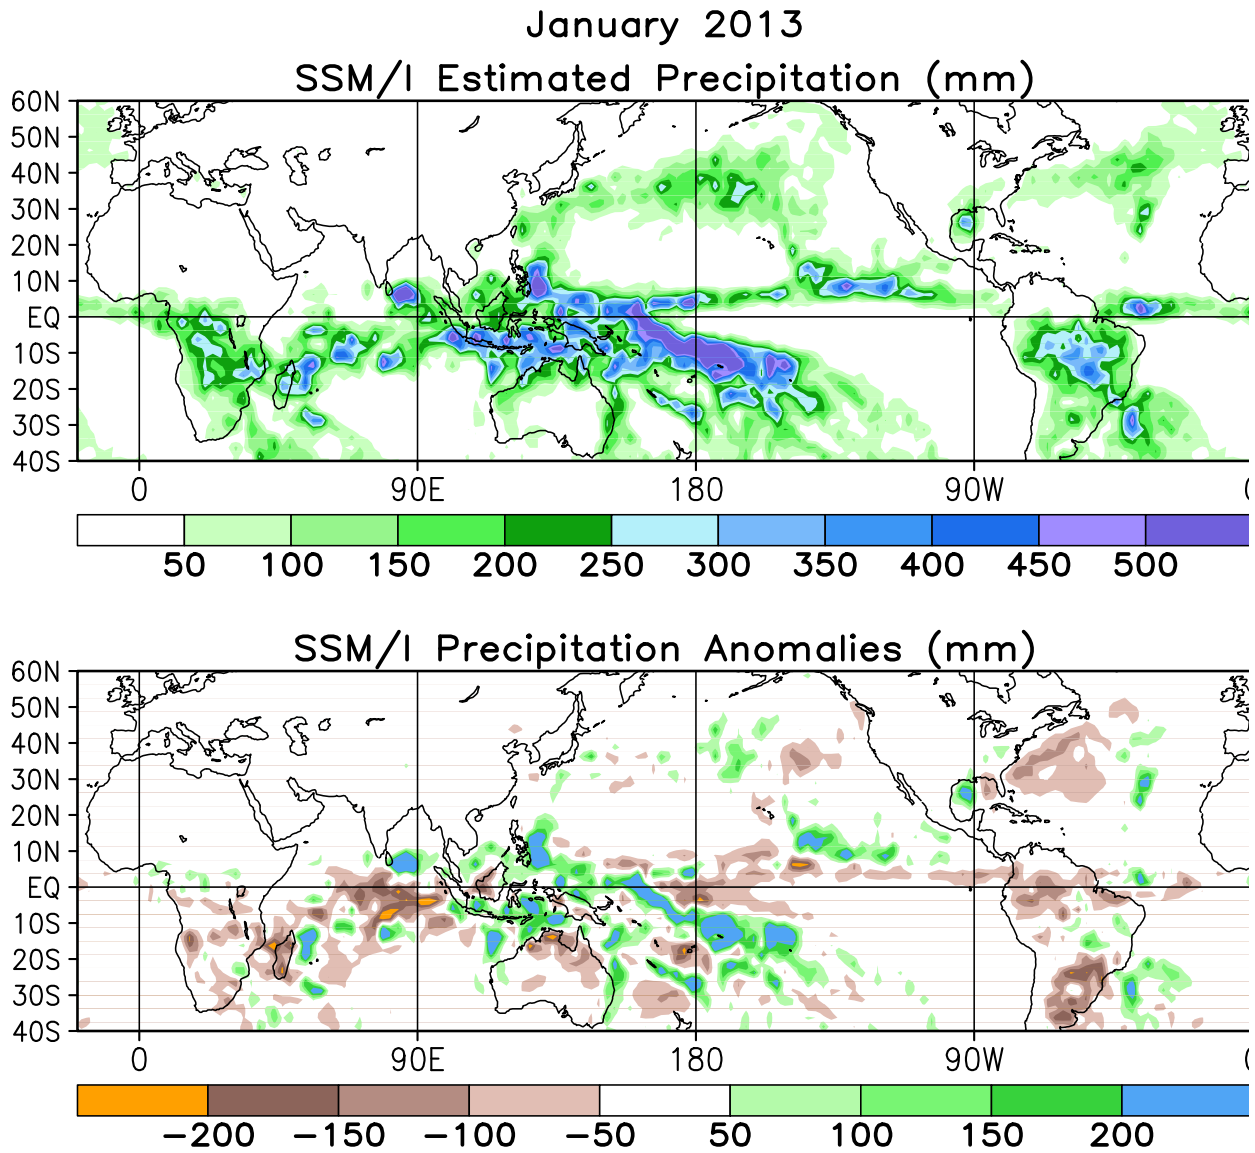 January 2013
SSM/I Estimated Precipitation (mm)
60N
50N
40N
30N
20N
10N
EQ
10S
20S
30S
40S
0 90E 180 90W 0
50 100 150 200 250 300 350 400 450 500
SSM/I Precipitation Anomalies (mm)
60N
50N
40N
30N
20N
10N
EQ
10S
20S
30S
40S
0 90E 180 90W 0
−200 −150 −100 −50 50 100 150 200